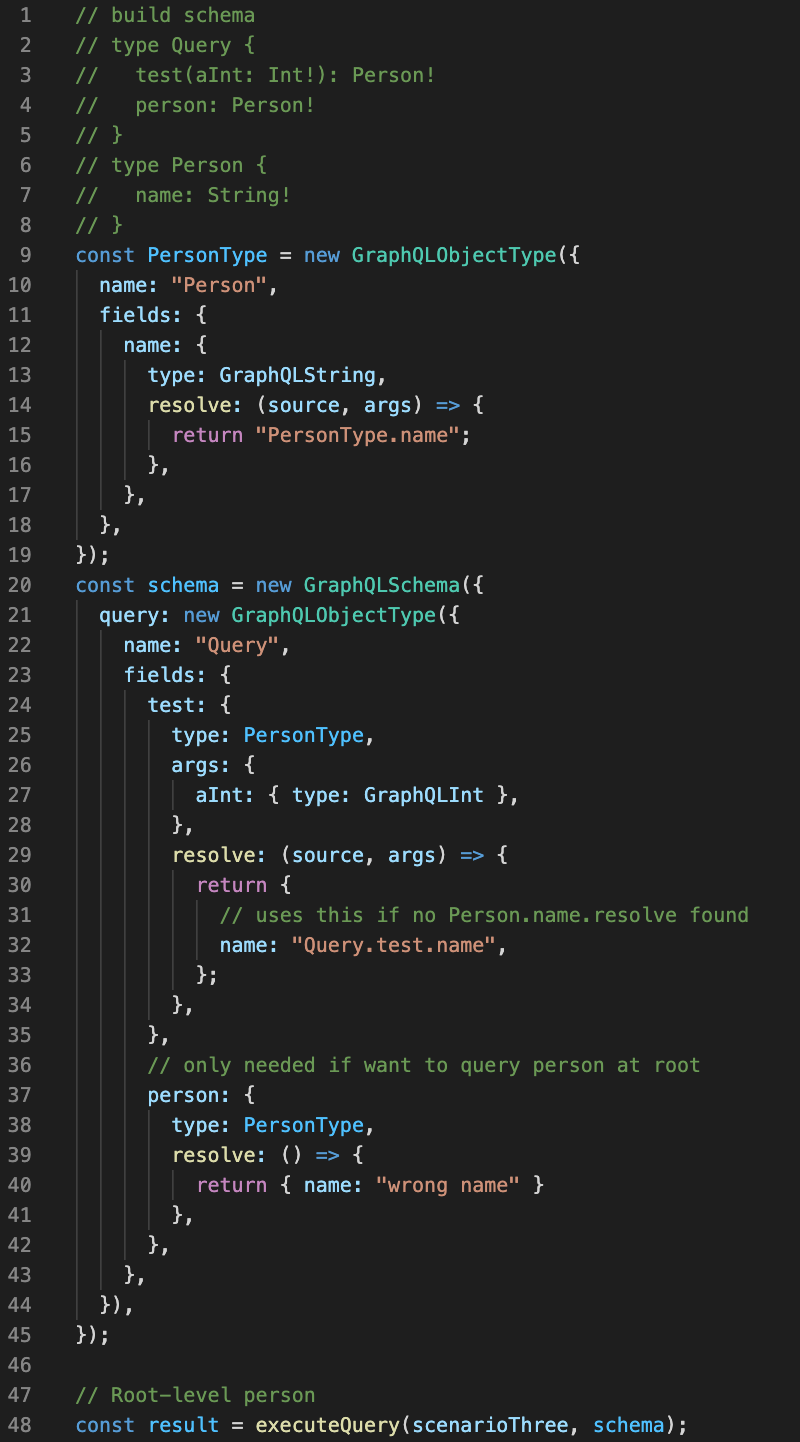 1 // build schema
2 // type Query {
3 //   test(aInt: Int!): Person!
4 //   person: Person!
5 // }
6 // type Person {
7 //   name: String!
8 // }
9 const PersonType = new GraphQLObjectType({
10   name: "Person",
11   fields: {
12     name: {
13       type: GraphQLString,
14       resolve: (source, args) => {
15         return "PersonType.name";
16       },
17     },
18   },
19 });
20 const schema = new GraphQLSchema({
21   query: new GraphQLObjectType({
22     name: "Query",
23     fields: {
24       test: {
25         type: PersonType,
26         args: {
27           aInt: { type: GraphQLInt },
28         },
29         resolve: (source, args) => {
30           return {
31             // uses this if no Person.name.resolve found
32             name: "Query.test.name",
33           };
34         },
35       },
36       // only needed if want to query person at root
37       person: {
38         type: PersonType,
39         resolve: () => {
40           return { name: "wrong name" }
41         },
42       },
43     },
44   }),
45 });
46
47 // Root-level person
48 const result = executeQuery(scenarioThree, schema);